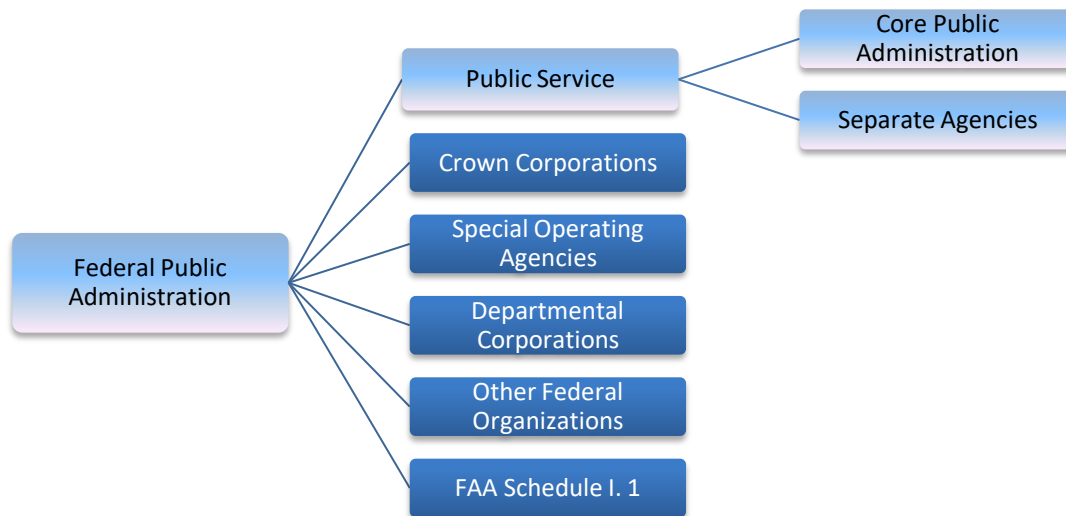 Federal Public
Administration
Public Service
Core Public
Administration
Separate Agencies
Crown Corporations
Special Operating
Agencies
Departmental
Corporations
Other Federal
Organizations
FAA Schedule I. 1